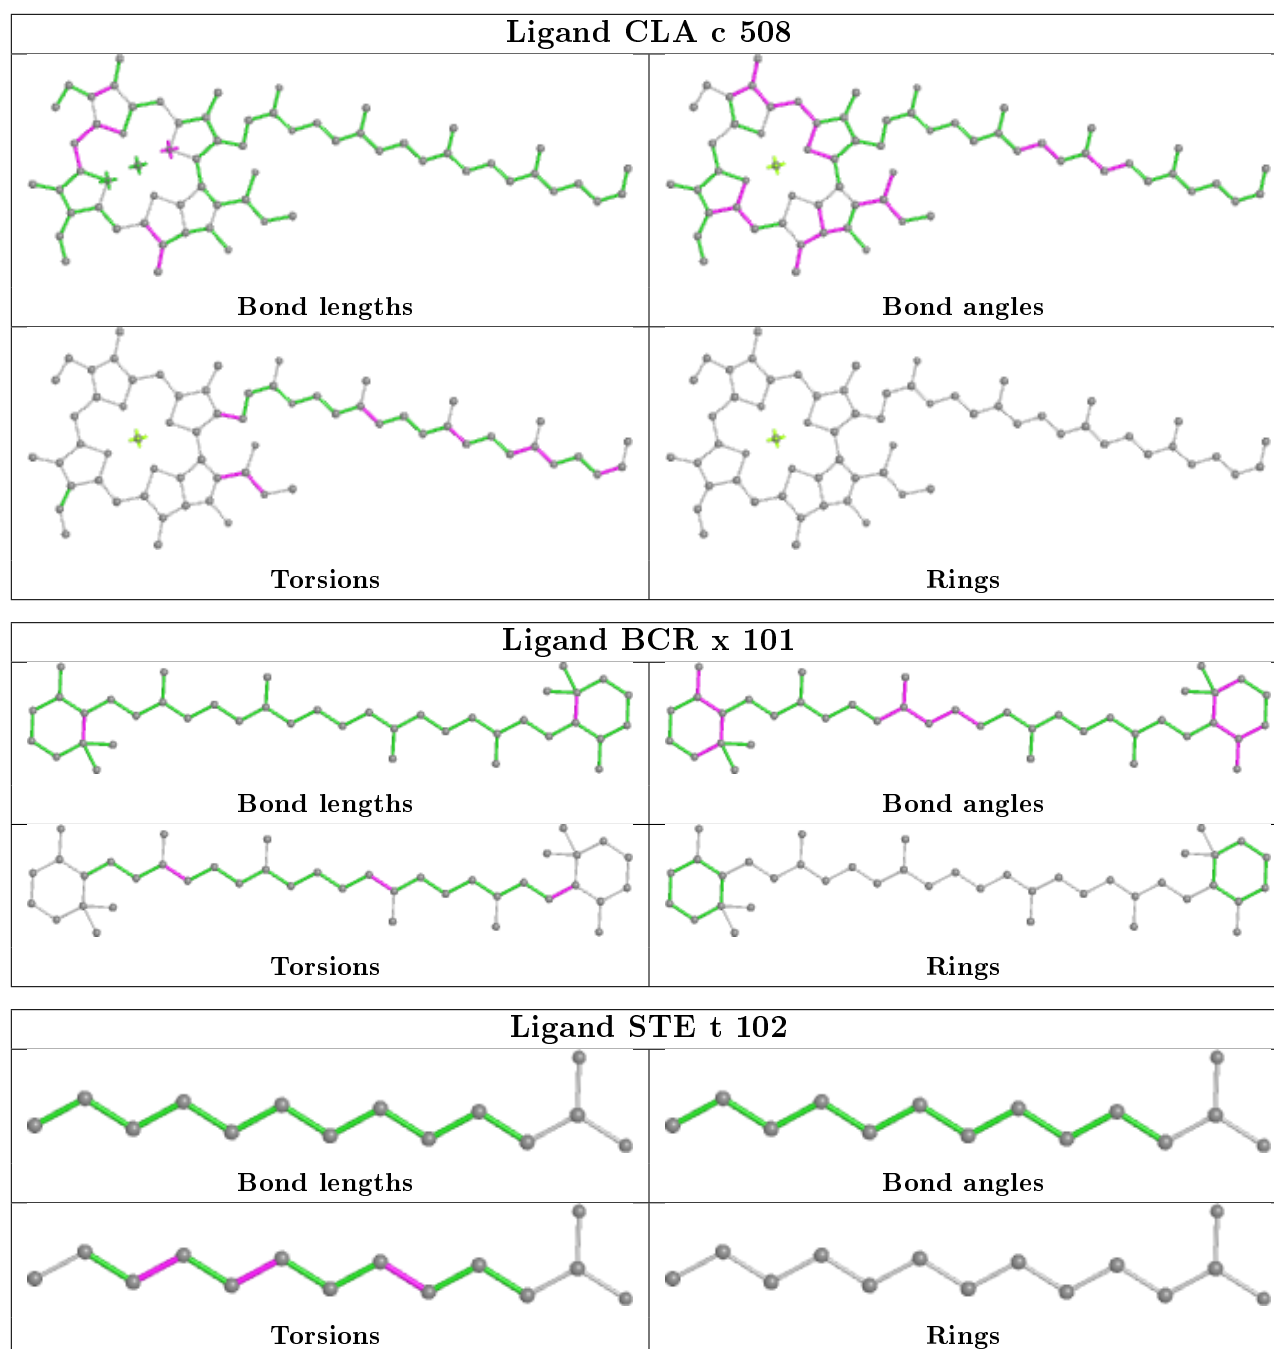 Ligand CLA c 508
Bond lengths
Bond angles
Torsions
Rings
Ligand BCR x 101
Bond lengths
Bond angles
Torsions
Rings
Ligand STE t 102
Bond lengths
Bond angles
Torsions
Rings